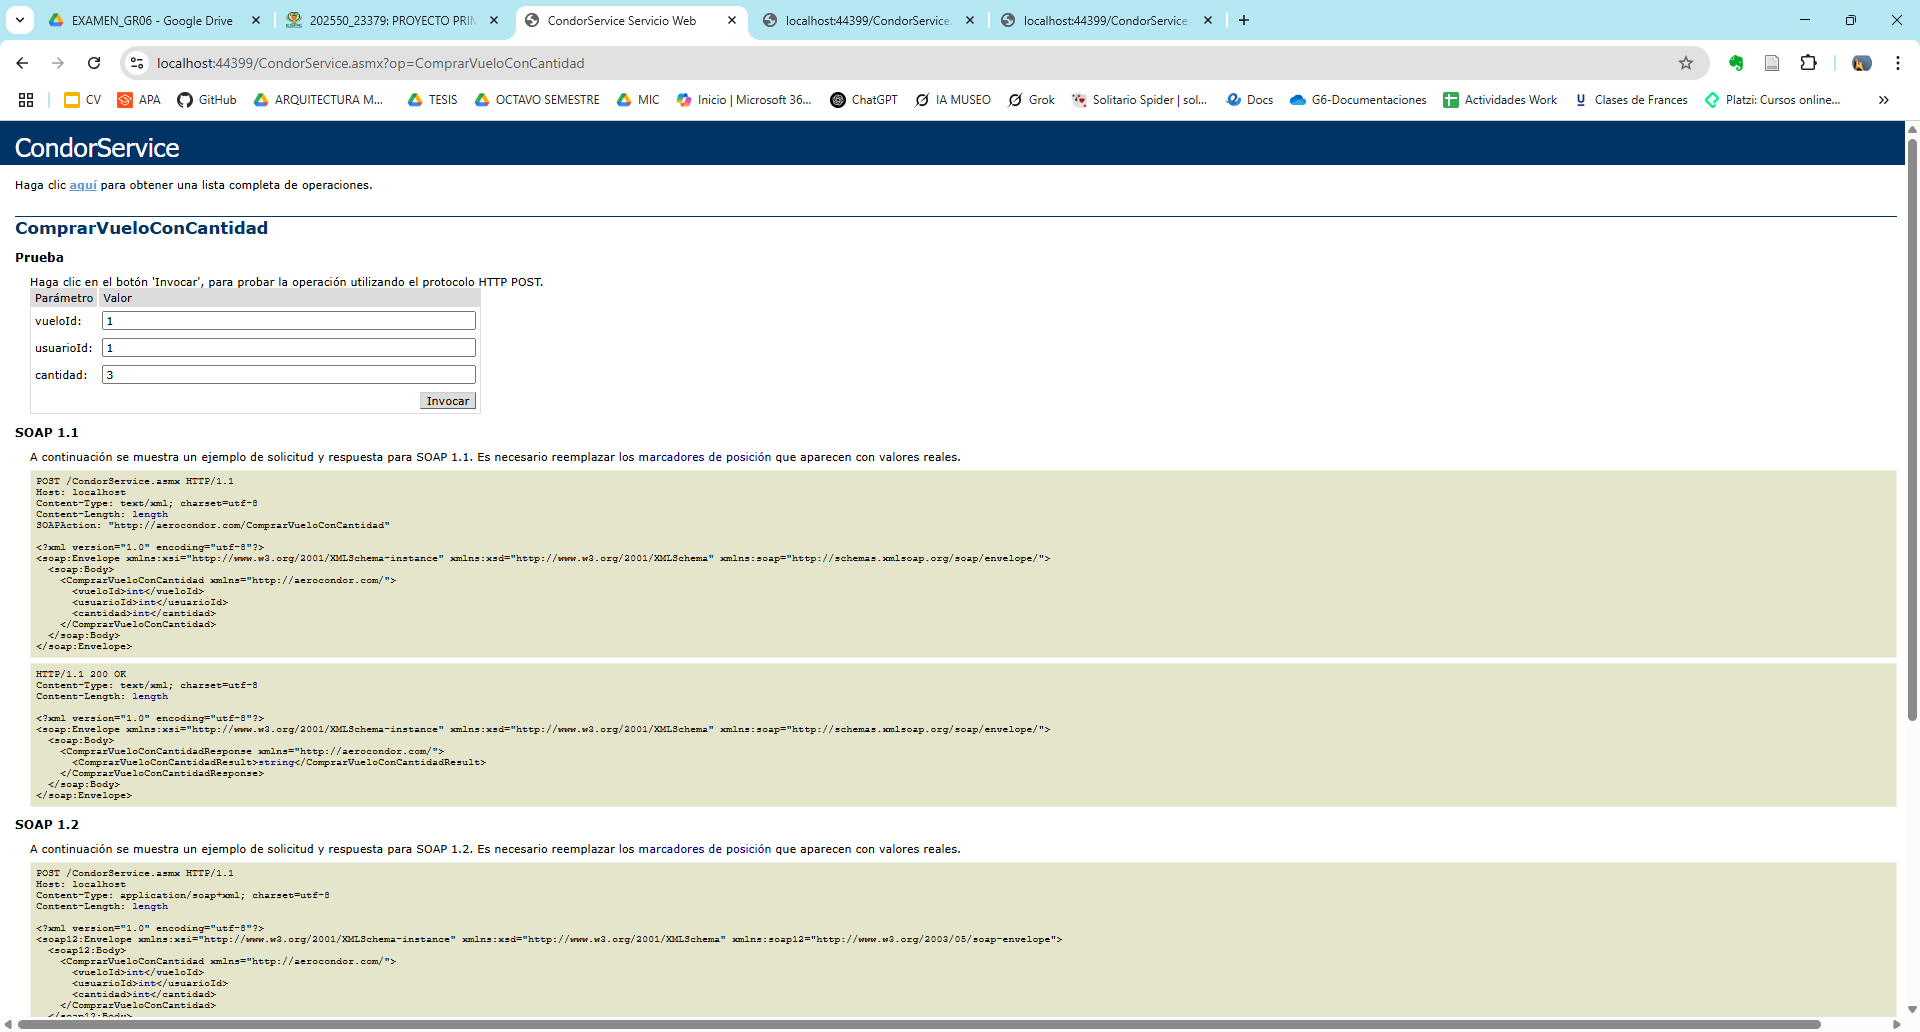 EXAMEN_GR06 - Google Drive
202550_23379: PROYECTO PRIM
CondorService Servicio Web
localhost:44399/CondorService.
localhost:44399/CondorService.
localhost:44399/CondorService.asmx?op=ComprarVueloConCantidad
CV
APA
GitHub
ARQUITECTURA M...
TESIS
OCTAVO SEMESTRE
MIC
Inicio | Microsoft 36...
ChatGPT
IA MUSEO
Grok
Solitario Spider | sol...
Docs
G6-Documentaciones
Actividades Work
Clases de Frances
Platzi: Cursos online...
CondorService
Haga clic aquí para obtener una lista completa de operaciones.
ComprarVueloConCantidad
Prueba
Haga clic en el botón 'Invocar', para probar la operación utilizando el protocolo HTTP POST.
Parámetro Valor
vueloId: 1
usuarioId: 1
cantidad: 3
Invocar
SOAP 1.1
A continuación se muestra un ejemplo de solicitud y respuesta para SOAP 1.1. Es necesario reemplazar los marcadores de posición que aparecen con valores reales.
POST /CondorService.asmx HTTP/1.1
Host: localhost
Content-Type: text/xml; charset=utf-8
Content-Length: length
SOAPAction: "http://aerocondor.com/ComprarVueloConCantidad"
<?xml version="1.0" encoding="utf-8"?>
<soap:Envelope xmlns:xsi="http://www.w3.org/2001/XMLSchema-instance" xmlns:xsd="http://www.w3.org/2001/XMLSchema" xmlns:soap="http://schemas.xmlsoap.org/soap/envelope/">
<soap:Body>
<ComprarVueloConCantidad xmlns="http://aerocondor.com/">
<vueloId>int</vueloId>
<usuarioId>int</usuarioId>
<cantidad>int</cantidad>
</ComprarVueloConCantidad>
</soap:Body>
</soap:Envelope>
HTTP/1.1 200 OK
Content-Type: text/xml; charset=utf-8
Content-Length: length
<?xml version="1.0" encoding="utf-8"?>
<soap:Envelope xmlns:xsi="http://www.w3.org/2001/XMLSchema-instance" xmlns:xsd="http://www.w3.org/2001/XMLSchema" xmlns:soap="http://schemas.xmlsoap.org/soap/envelope/">
<soap:Body>
<ComprarVueloConCantidadResponse xmlns="http://aerocondor.com/">
<ComprarVueloConCantidadResult>string</ComprarVueloConCantidadResult>
</ComprarVueloConCantidadResponse>
</soap:Body>
</soap:Envelope>
SOAP 1.2
A continuación se muestra un ejemplo de solicitud y respuesta para SOAP 1.2. Es necesario reemplazar los marcadores de posición que aparecen con valores reales.
POST /CondorService.asmx HTTP/1.1
Host: localhost
Content-Type: application/soap+xml; charset=utf-8
Content-Length: length
<?xml version="1.0" encoding="utf-8"?>
<soap12:Envelope xmlns:xsi="http://www.w3.org/2001/XMLSchema-instance" xmlns:xsd="http://www.w3.org/2001/XMLSchema" xmlns:soap12="http://www.w3.org/2003/05/soap-envelope">
<soap12:Body>
<ComprarVueloConCantidad xmlns="http://aerocondor.com/">
<vueloId>int</vueloId>
<usuarioId>int</usuarioId>
<cantidad>int</cantidad>
</ComprarVueloConCantidad>
</soap12:Body>